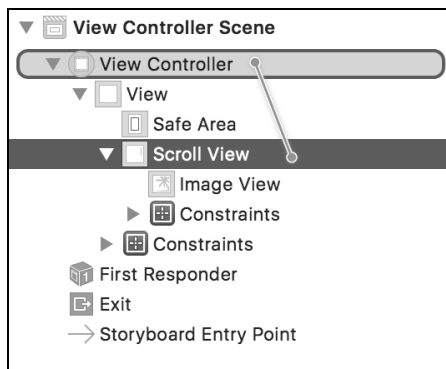 View Controller Scene
View Controller
View
Safe Area
Scroll View
Image View
Constraints
Constraints
First Responder
Exit
Storyboard Entry Point